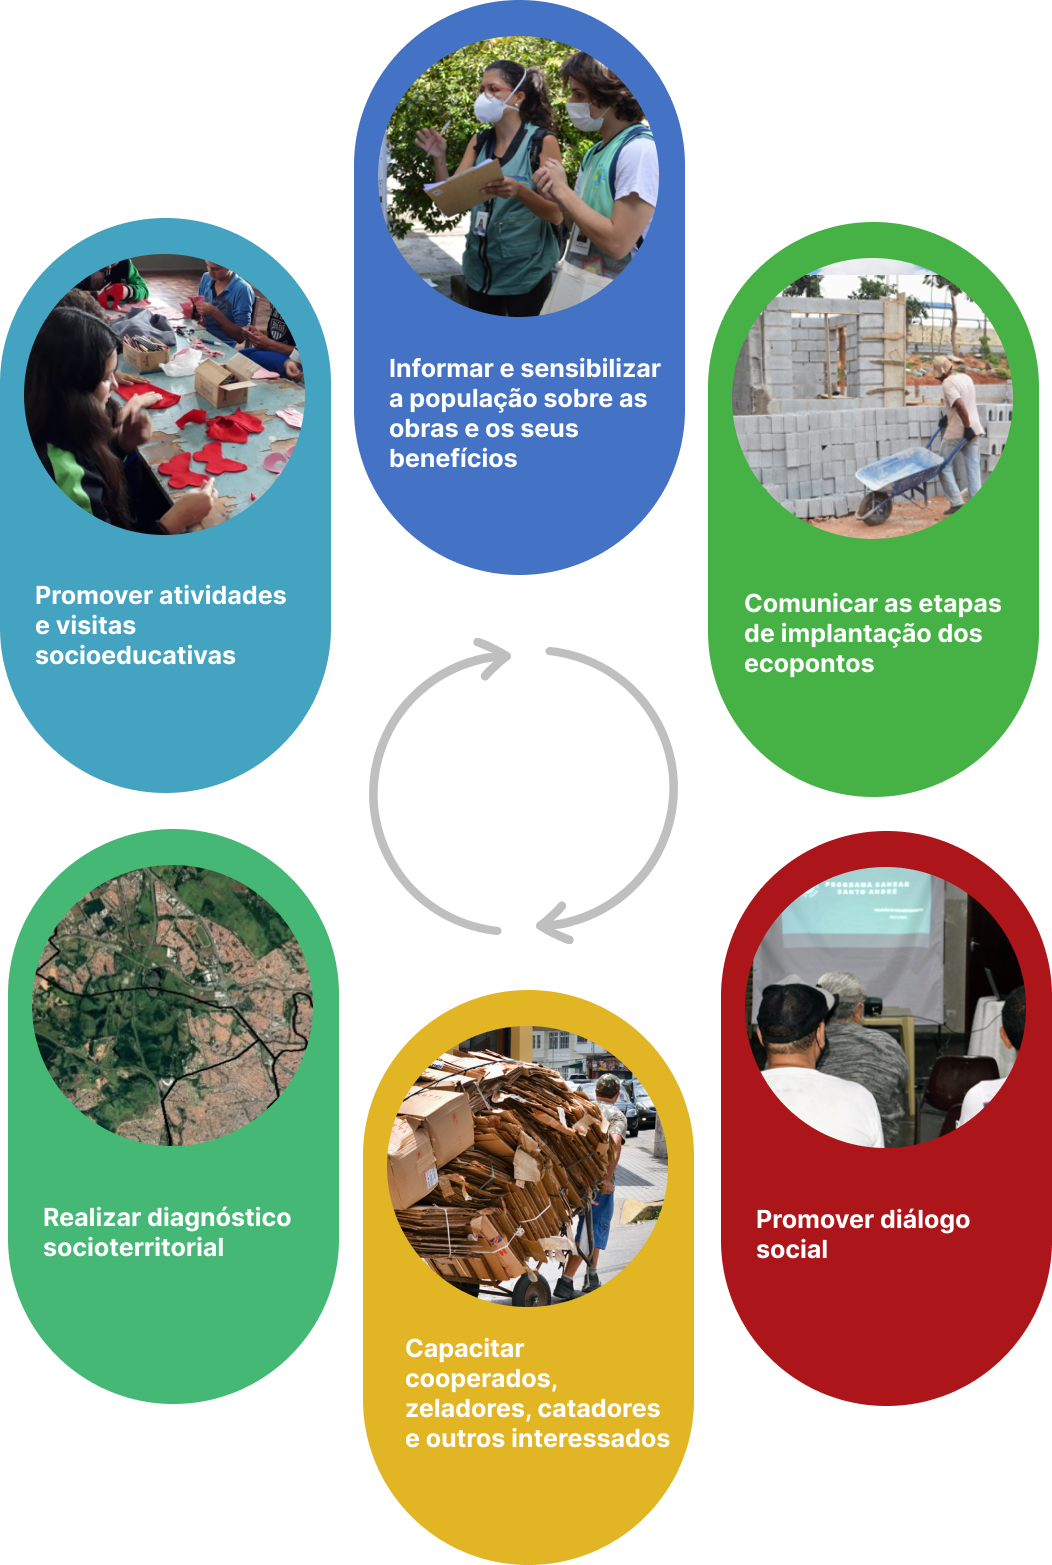 Informar e sensibilizar
a população sobre as
obras e os seus
benefícios
Promover atividades
e visitas
socioeducativas
Comunicar as etapas
de implantação dos
ecopontos
PROGRAMA SANEAR
SANTO ANDRÉ
Realizar diagnóstico
socioterritorial
Promover diálogo
social
Capacitar
cooperados,
zeladores, catadores
e outros interessados